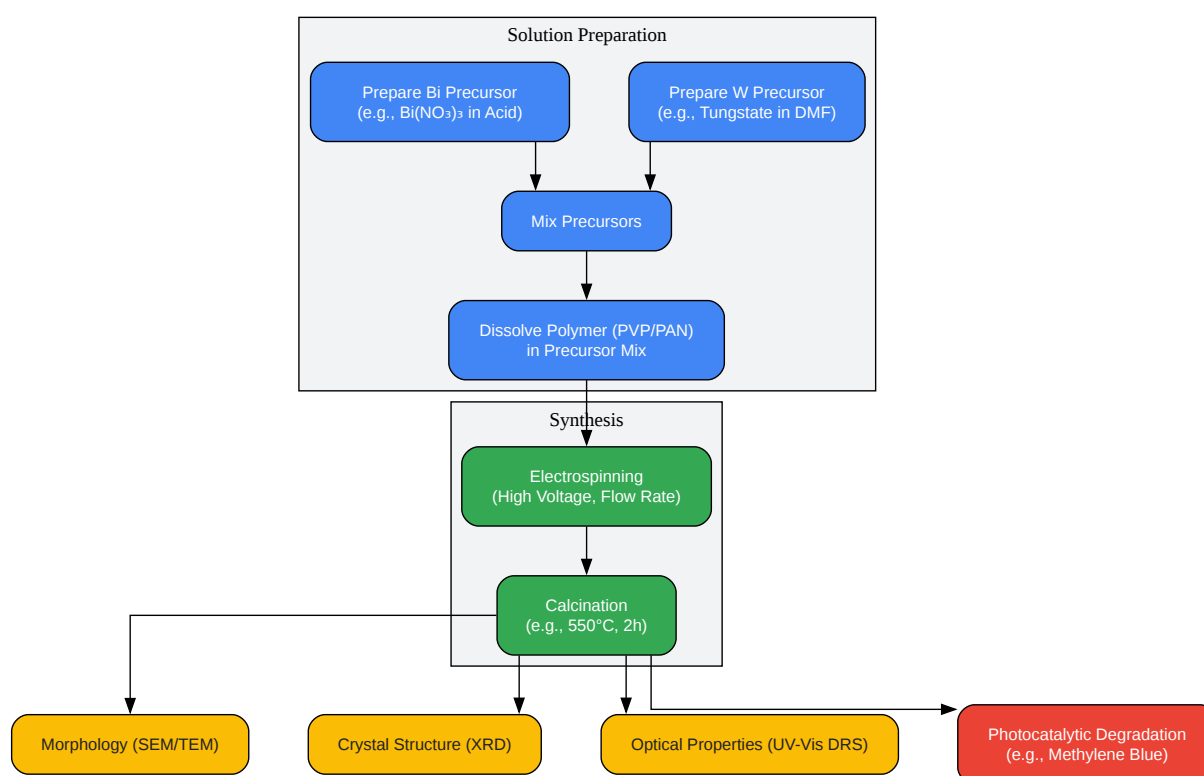 Solution Preparation
Prepare Bi Precursor
(e.g., Bi(NO₃)₃ in Acid)
Prepare W Precursor
(e.g., Tungstate in DMF)
Mix Precursors
Dissolve Polymer (PVP/PAN)
in Precursor Mix
Synthesis
Electrospinning
(High Voltage, Flow Rate)
Calcination
(e.g., 550°C, 2h)
Morphology (SEM/TEM)
Crystal Structure (XRD)
Optical Properties (UV-Vis DRS)
Photocatalytic Degradation
(e.g., Methylene Blue)